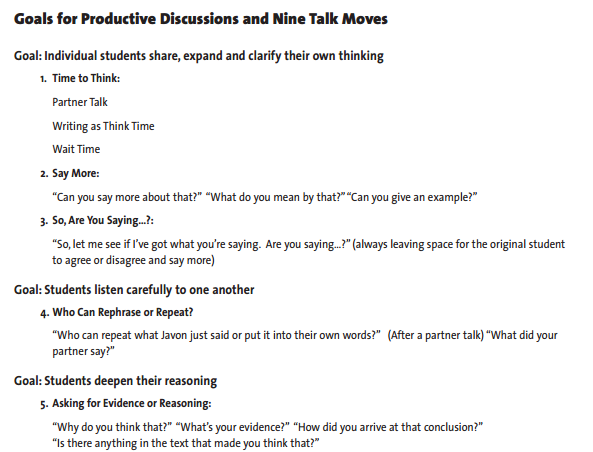 Goals for Productive Discussions and Nine Talk Moves
Goal: Individual students share, expand and clarify their own thinking
1. Time to Think:
Partner Talk
Writing as Think Time
Wait Time
2. Say More:
“Can you say more about that?” “What do you mean by that?” “Can you give an example?”
3. So, Are You Saying...?:
“So, let me see if I’ve got what you’re saying. Are you saying...?” (always leaving space for the original student
to agree or disagree and say more)
Goal: Students listen carefully to one another
4. Who Can Rephrase or Repeat?
“Who can repeat what Javon just said or put it into their own words?” (After a partner talk) “What did your
partner say?”
Goal: Students deepen their reasoning
5. Asking for Evidence or Reasoning:
“Why do you think that?” “What’s your evidence?” “How did you arrive at that conclusion?”
“Is there anything in the text that made you think that?”